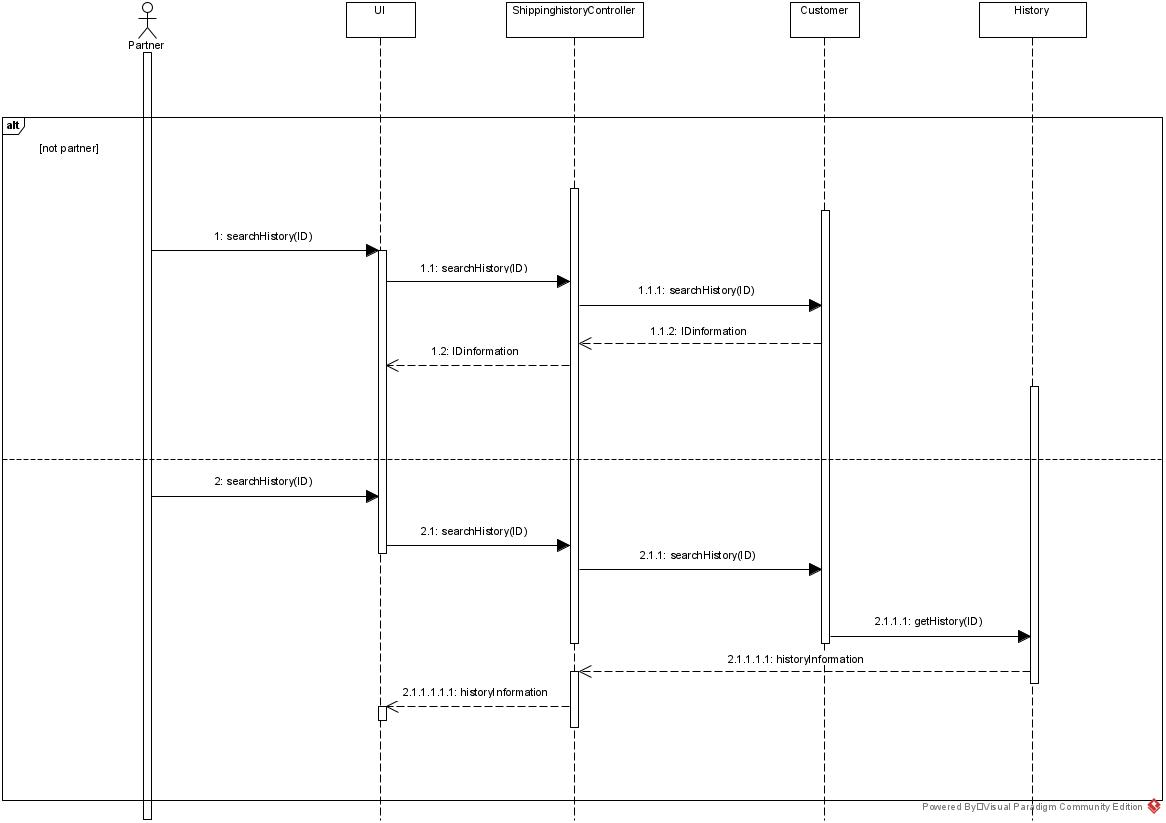 UI
ShippinghistoryController
Customer
History
Partner
alt
[not partner]
1: searchHistory(ID)
1.1: searchHistory(ID)
1.1.1: searchHistory(ID)
1.1.2: IDinformation
1.2: IDinformation
2: searchHistory(ID)
2.1: searchHistory(ID)
2.1.1: searchHistory(ID)
2.1.1.1: getHistory(ID)
2.1.1.1.1: historyInformation
2.1.1.1.1.1: historyInformation
Powered By Visual Paradigm Community Edition